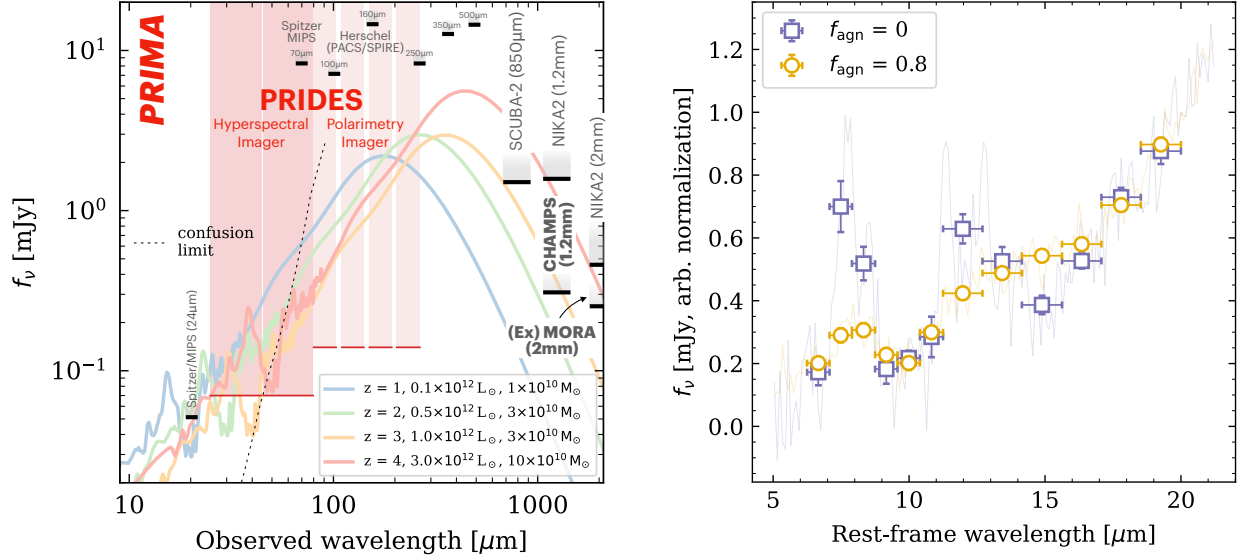 PRIMA
Spitzer
MIPS
70μm
100μm
160μm
Herschel
(PACS/SPIRE)
250μm
350μm
500μm
PRIDES
Hyperspectral
Imager
Polarimetry
Imager
SCUBA-2 (850μm)
NIKA2 (1.2mm)
NIKA2 (2mm)
CHAMPS
(1.2mm)
(Ex) MORA
(2mm)
confusion
limit
Spitzer/MIPS (24μm)
z = 1, 0.1×10¹² L⊙, 1×10¹⁰ M⊙
z = 2, 0.5×10¹² L⊙, 3×10¹⁰ M⊙
z = 3, 1.0×10¹² L⊙, 3×10¹⁰ M⊙
z = 4, 3.0×10¹² L⊙, 10×10¹⁰ M⊙
10¹
10⁰
10⁻¹
fν [mJy]
10
100
1000
Observed wavelength [μm]
f_agn = 0
f_agn = 0.8
1.2
1.0
0.8
0.6
0.4
0.2
0.0
fν [mJy, arb. normalization]
5
10
15
20
Rest-frame wavelength [μm]